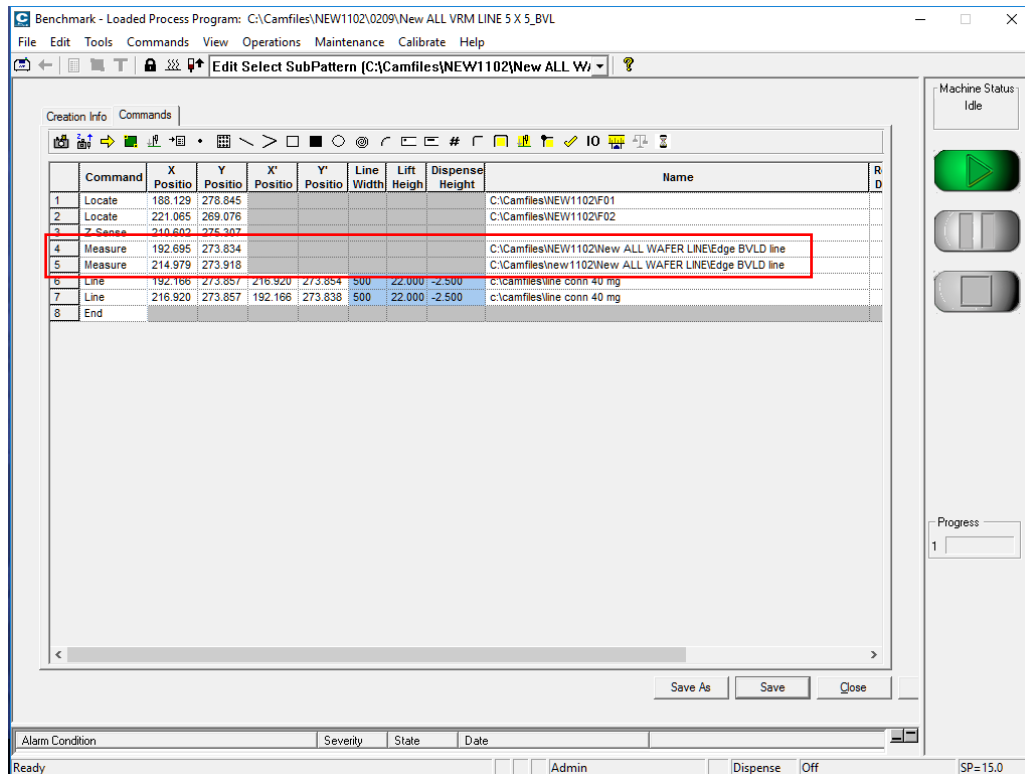 Benchmark - Loaded Process Program: C:\Camfiles\NEW1102\0209\New ALL VRM LINE 5 X 5_BVL
File Edit Tools Commands View Operations Maintenance Calibrate Help
Edit Select SubPattern (C:\Camfiles\NEW1102\New ALL WA
Machine Status
Idle
Creation Info Commands
IO
Command X Positio Y Positio X' Positio Y' Positio Line Width Lift Heigh Dispense Height Name R D
1 Locate 188.129 278.845 C:\Camfiles\NEW1102\F01
2 Locate 221.065 269.076 C:\Camfiles\NEW1102\F02
3 Z-Sense 210.602 275.307
4 Measure 192.695 273.834 C:\Camfiles\NEW1102\New ALL WAFER LINE\Edge BVLD line
5 Measure 214.979 273.918 C:\Camfiles\new1102\New ALL WAFER LINE\Edge BVLD line
6 Line 192.166 273.857 216.920 273.854 500 22.000 -2.500 c:\camfiles\line conn 40 mg
7 Line 216.920 273.857 192.166 273.838 500 22.000 -2.500 c:\camfiles\line conn 40 mg
8 End
Progress
1
Save As Save Close
Alarm Condition Severity State Date
Ready Admin Dispense Off SP=15.0